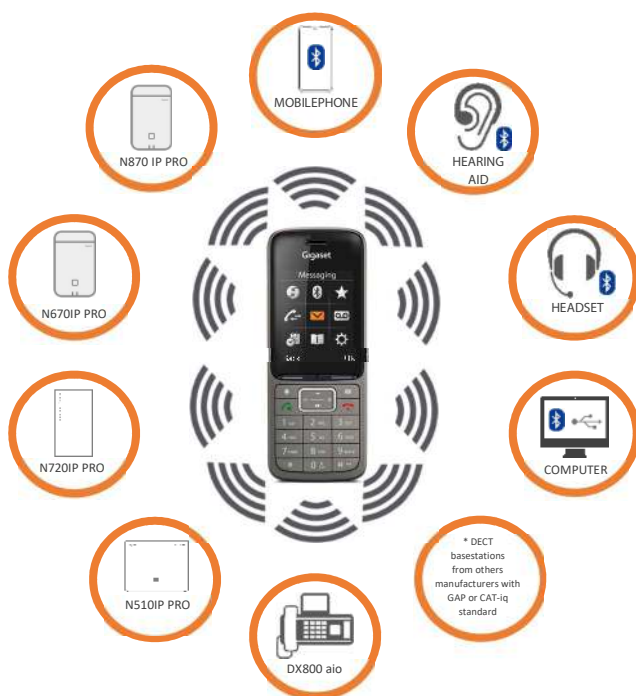 MOBILEPHONE
N870 IP PRO
HEARING
AID
N670IP PRO
Gigaset
Messaging
HEADSET
N720IP PRO
COMPUTER
N510IP PRO
* DECT
basestations
from others
manufacturers with
GAP or CAT-iq
standard
DX800 aio